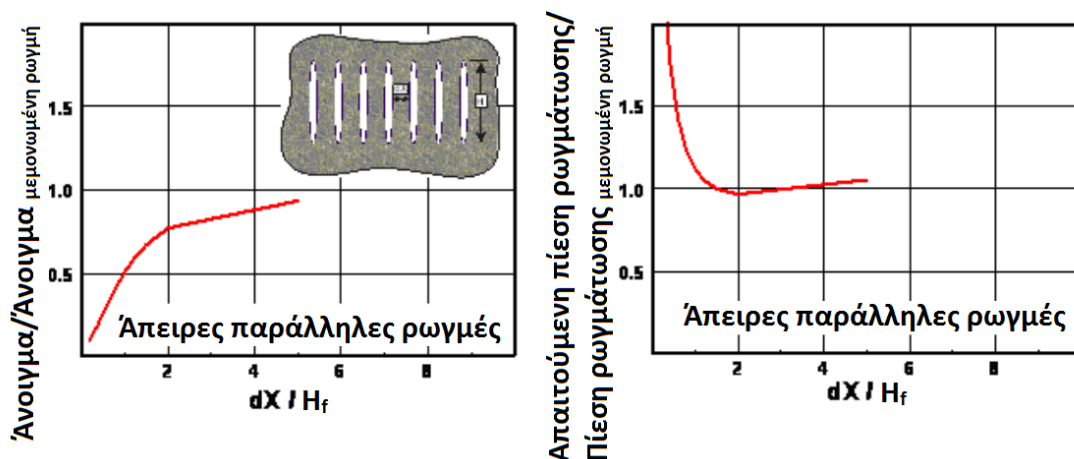 Άνοιγμα/Άνοιγμα μεμονωμένη ρωγμή
1.5
1.0
0.5
dX
H
Άπειρες παράλληλες ρωγμές
2
4
6
8
dX / Hf
Απαιτούμενη πίεση ρωγμάτωσης/
Πίεση ρωγμάτωσης μεμονωμένη ρωγμή
1.5
1.0
0.5
Άπειρες παράλληλες ρωγμές
2
4
6
8
dX / Hf